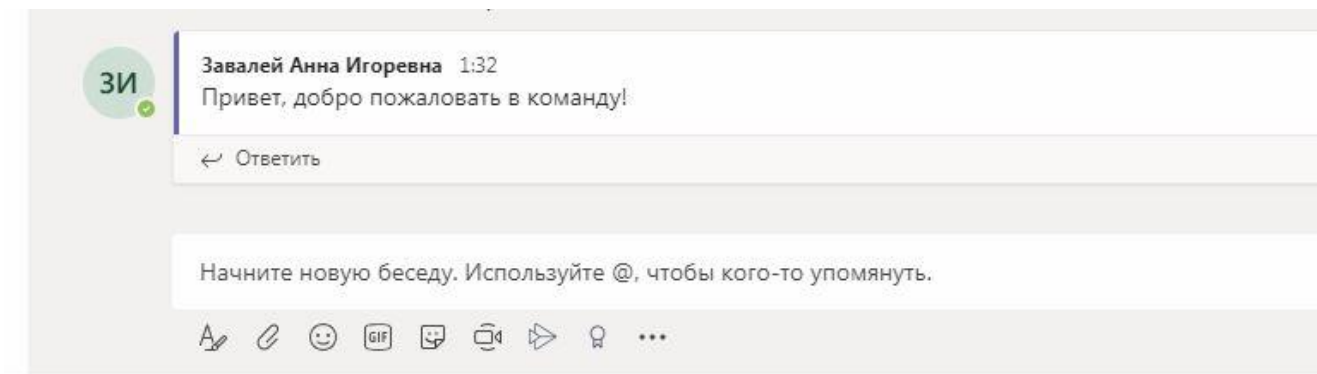 ЗИ
Завалей Анна Игоревна 1:32
Привет, добро пожаловать в команду!
Ответить
Начните новую беседу. Используйте @, чтобы кого-то упомянуть.
GIF